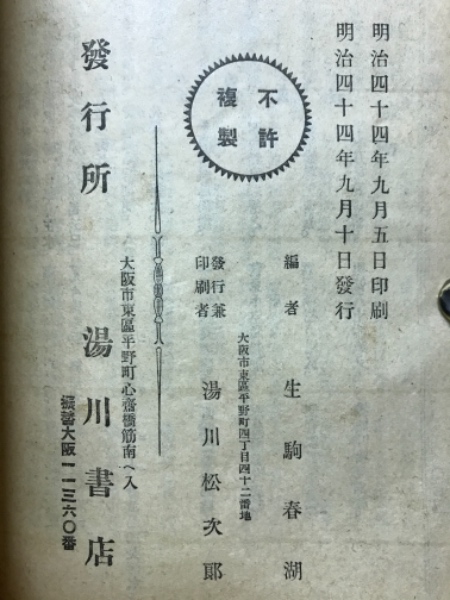 明治四十四年九月五日印刷
明治四十四年九月十日發行
不許
複製
編者 生駒春湖
大阪市東區平野町四丁目四十二番地
發行兼
印刷者 湯川松次郎
大阪市東區平野町心齋橋筋南へ入
發行所 湯川書店
振替大阪一一三六〇番